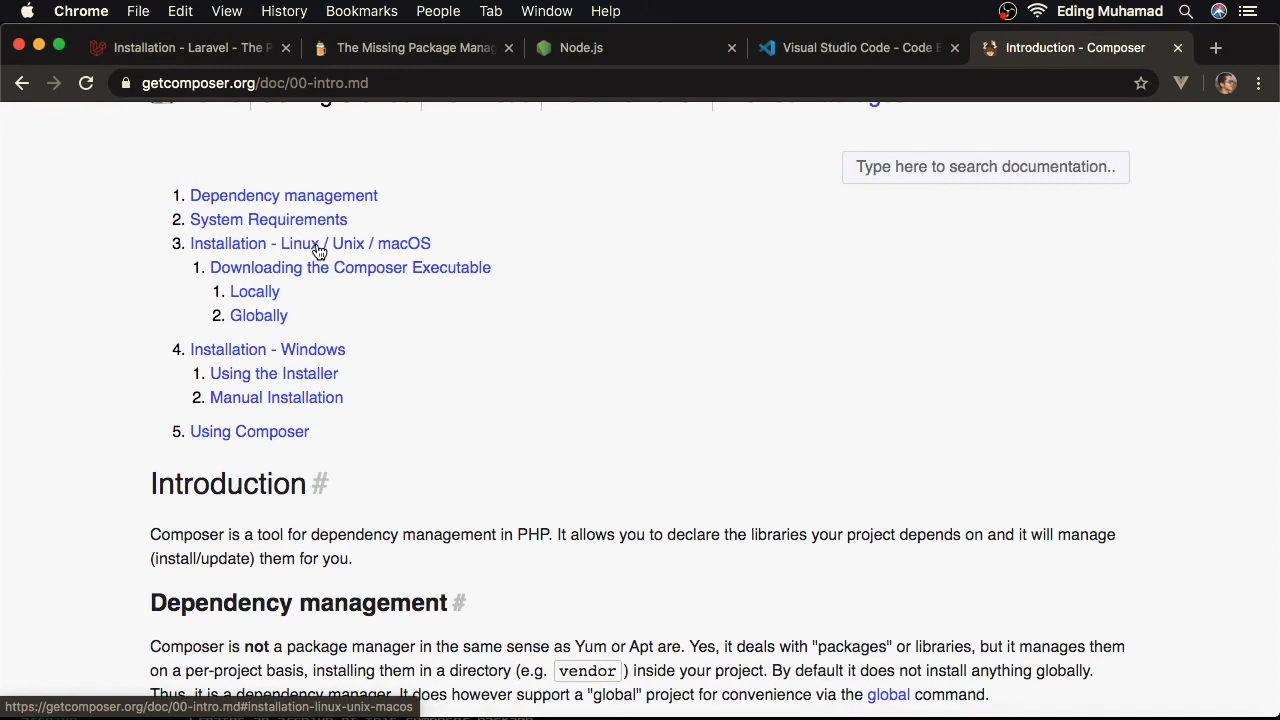 Chrome File Edit View History Bookmarks People Tab Window Help Eding Muhamad
Installation - Laravel - The P
The Missing Package Manag
Node.js
Visual Studio Code - Code E
Introduction - Composer
getcomposer.org/doc/00-intro.md
Type here to search documentation..
1. Dependency management
2. System Requirements
3. Installation - Linux / Unix / macOS
1. Downloading the Composer Executable
1. Locally
2. Globally
4. Installation - Windows
1. Using the Installer
2. Manual Installation
5. Using Composer
Introduction #
Composer is a tool for dependency management in PHP. It allows you to declare the libraries your project depends on and it will manage
(install/update) them for you.
Dependency management #
Composer is not a package manager in the same sense as Yum or Apt are. Yes, it deals with "packages" or libraries, but it manages them
on a per-project basis, installing them in a directory (e.g. vendor) inside your project. By default it does not install anything globally.
Thus, it is a dependency manager. It does however support a "global" project for convenience via the global command.
https://getcomposer.org/doc/00-intro.md#installation-linux-unix-macos